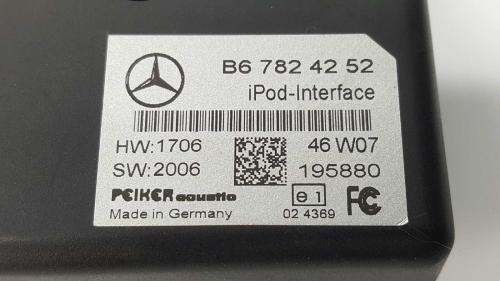 B6 782 42 52
iPod-Interface
HW:1706 46 W07
SW:2006 195880
PEIKER acustic e1 FC
Made in Germany 02 4369